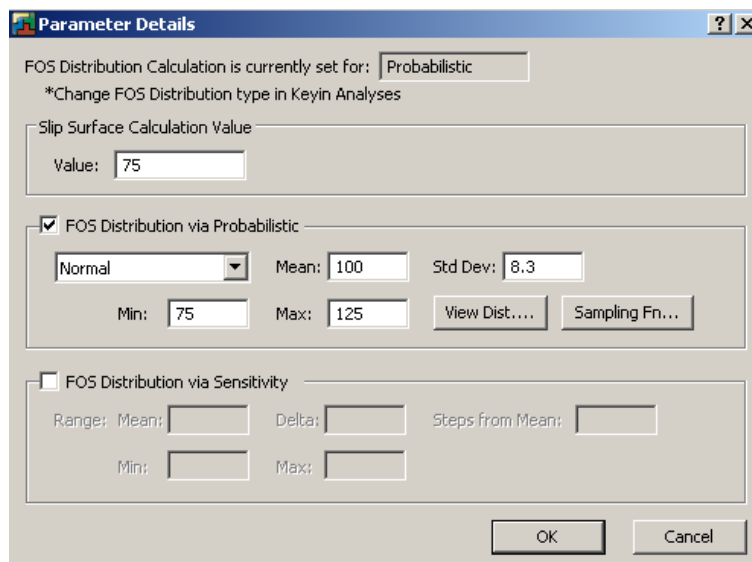 Parameter Details
FOS Distribution Calculation is currently set for: Probabilistic
*Change FOS Distribution type in Keyin Analyses
Slip Surface Calculation Value
Value: 75
FOS Distribution via Probabilistic
Normal Mean: 100 Std Dev: 8.3
Min: 75 Max: 125 View Dist.... Sampling Fn...
FOS Distribution via Sensitivity
Range: Mean: Delta: Steps from Mean:
Min: Max:
OK Cancel